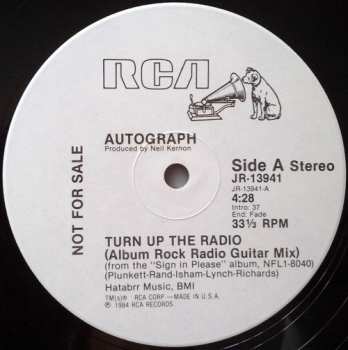 RCA
AUTOGRAPH
Produced by Neil Kernon
NOT FOR SALE
Side A Stereo
JR-13941
JR-13941-A
4:28
Intro: 37
End: Fade
33⅓ RPM
TURN UP THE RADIO
(Album Rock Radio Guitar Mix)
(from the "Sign in Please" album, NFL1-8040)
(Plunkett-Rand-Isham-Lynch-Richards)
Hatabrr Music, BMI
TM(s)® RCA CORP—MADE IN U.S.A.
℗ 1984 RCA RECORDS